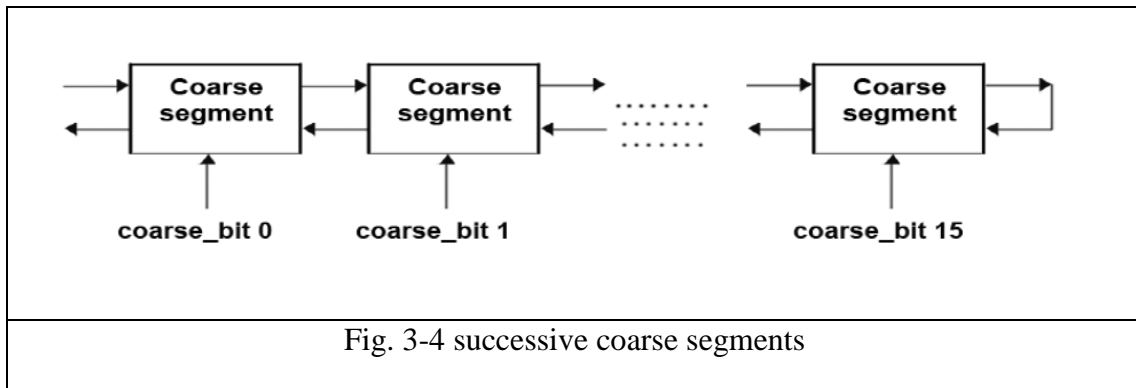 Coarse segment
Coarse segment
Coarse segment
coarse_bit 0
coarse_bit 1
coarse_bit 15
Fig. 3-4 successive coarse segments